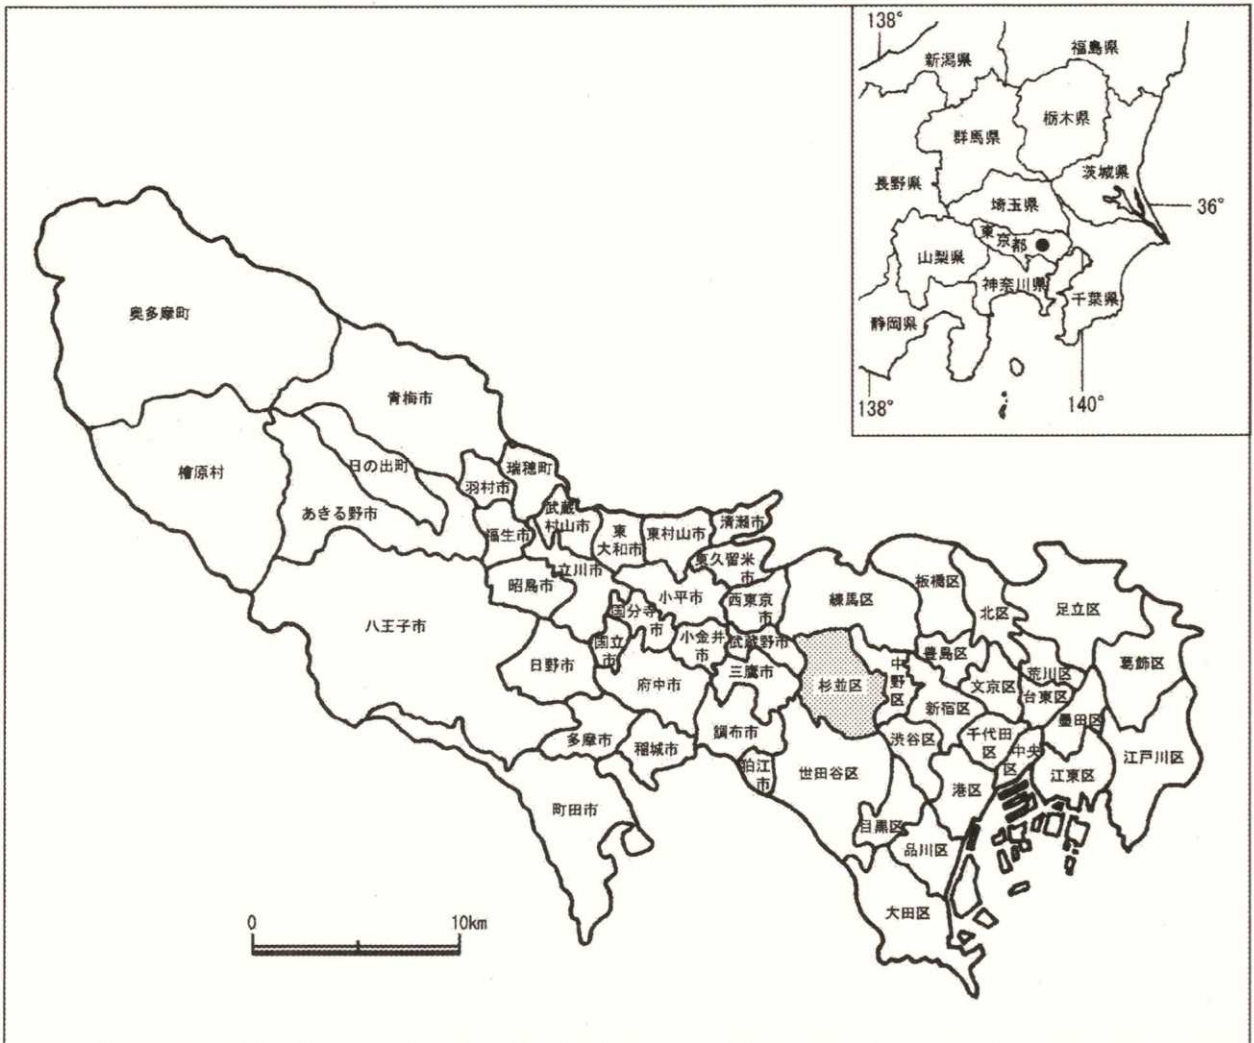 138°
新潟県
福島県
群馬県
栃木県
長野県
茨城県
埼玉県
36°
東京都
山梨県
神奈川県
千葉県
静岡県
138°
140°
奥多摩町
青梅市
檜原村
日の出町
あきる野市
羽村市
瑞穂町
福生市
武蔵
村山市
東
大和市
東村山市
清瀬市
東久留米
市
昭島市
立川市
小平市
西東京
市
国分寺
市
八王子市
国立
市
小金井
市
武蔵野市
日野市
府中市
三鷹市
多摩市
稲城市
調布市
狛江
市
町田市
練馬区
板橋区
北区
足立区
杉並区
中
野
区
豊島区
文京区
荒川区
台東区
葛飾区
新宿区
墨田区
渋谷区
千代田
区
中央
区
江東区
江戸川区
世田谷区
港区
目黒区
品川区
大田区
0
10km